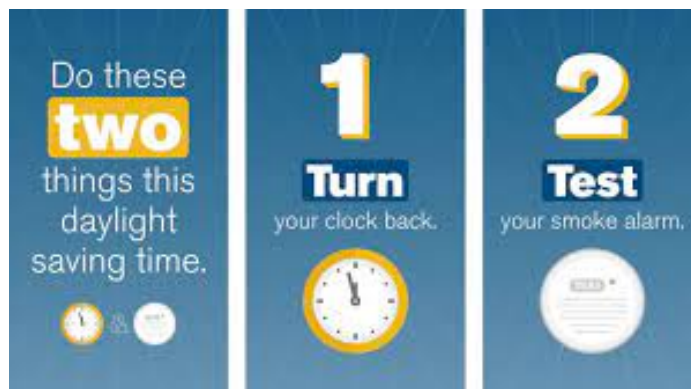 Do these
two
things this
daylight
saving time.
&
1
Turn
your clock back.
2
Test
your smoke alarm.